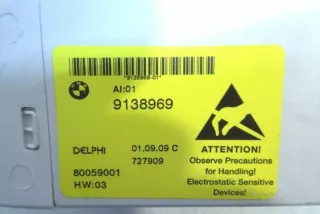 *9138969-01*
AI:01
9138969
DELPHI 01.09.09 C
727909
80059001
HW:03
ATTENTION!
Observe Precautions
for Handling!
Electrostatic Sensitive
Devices!